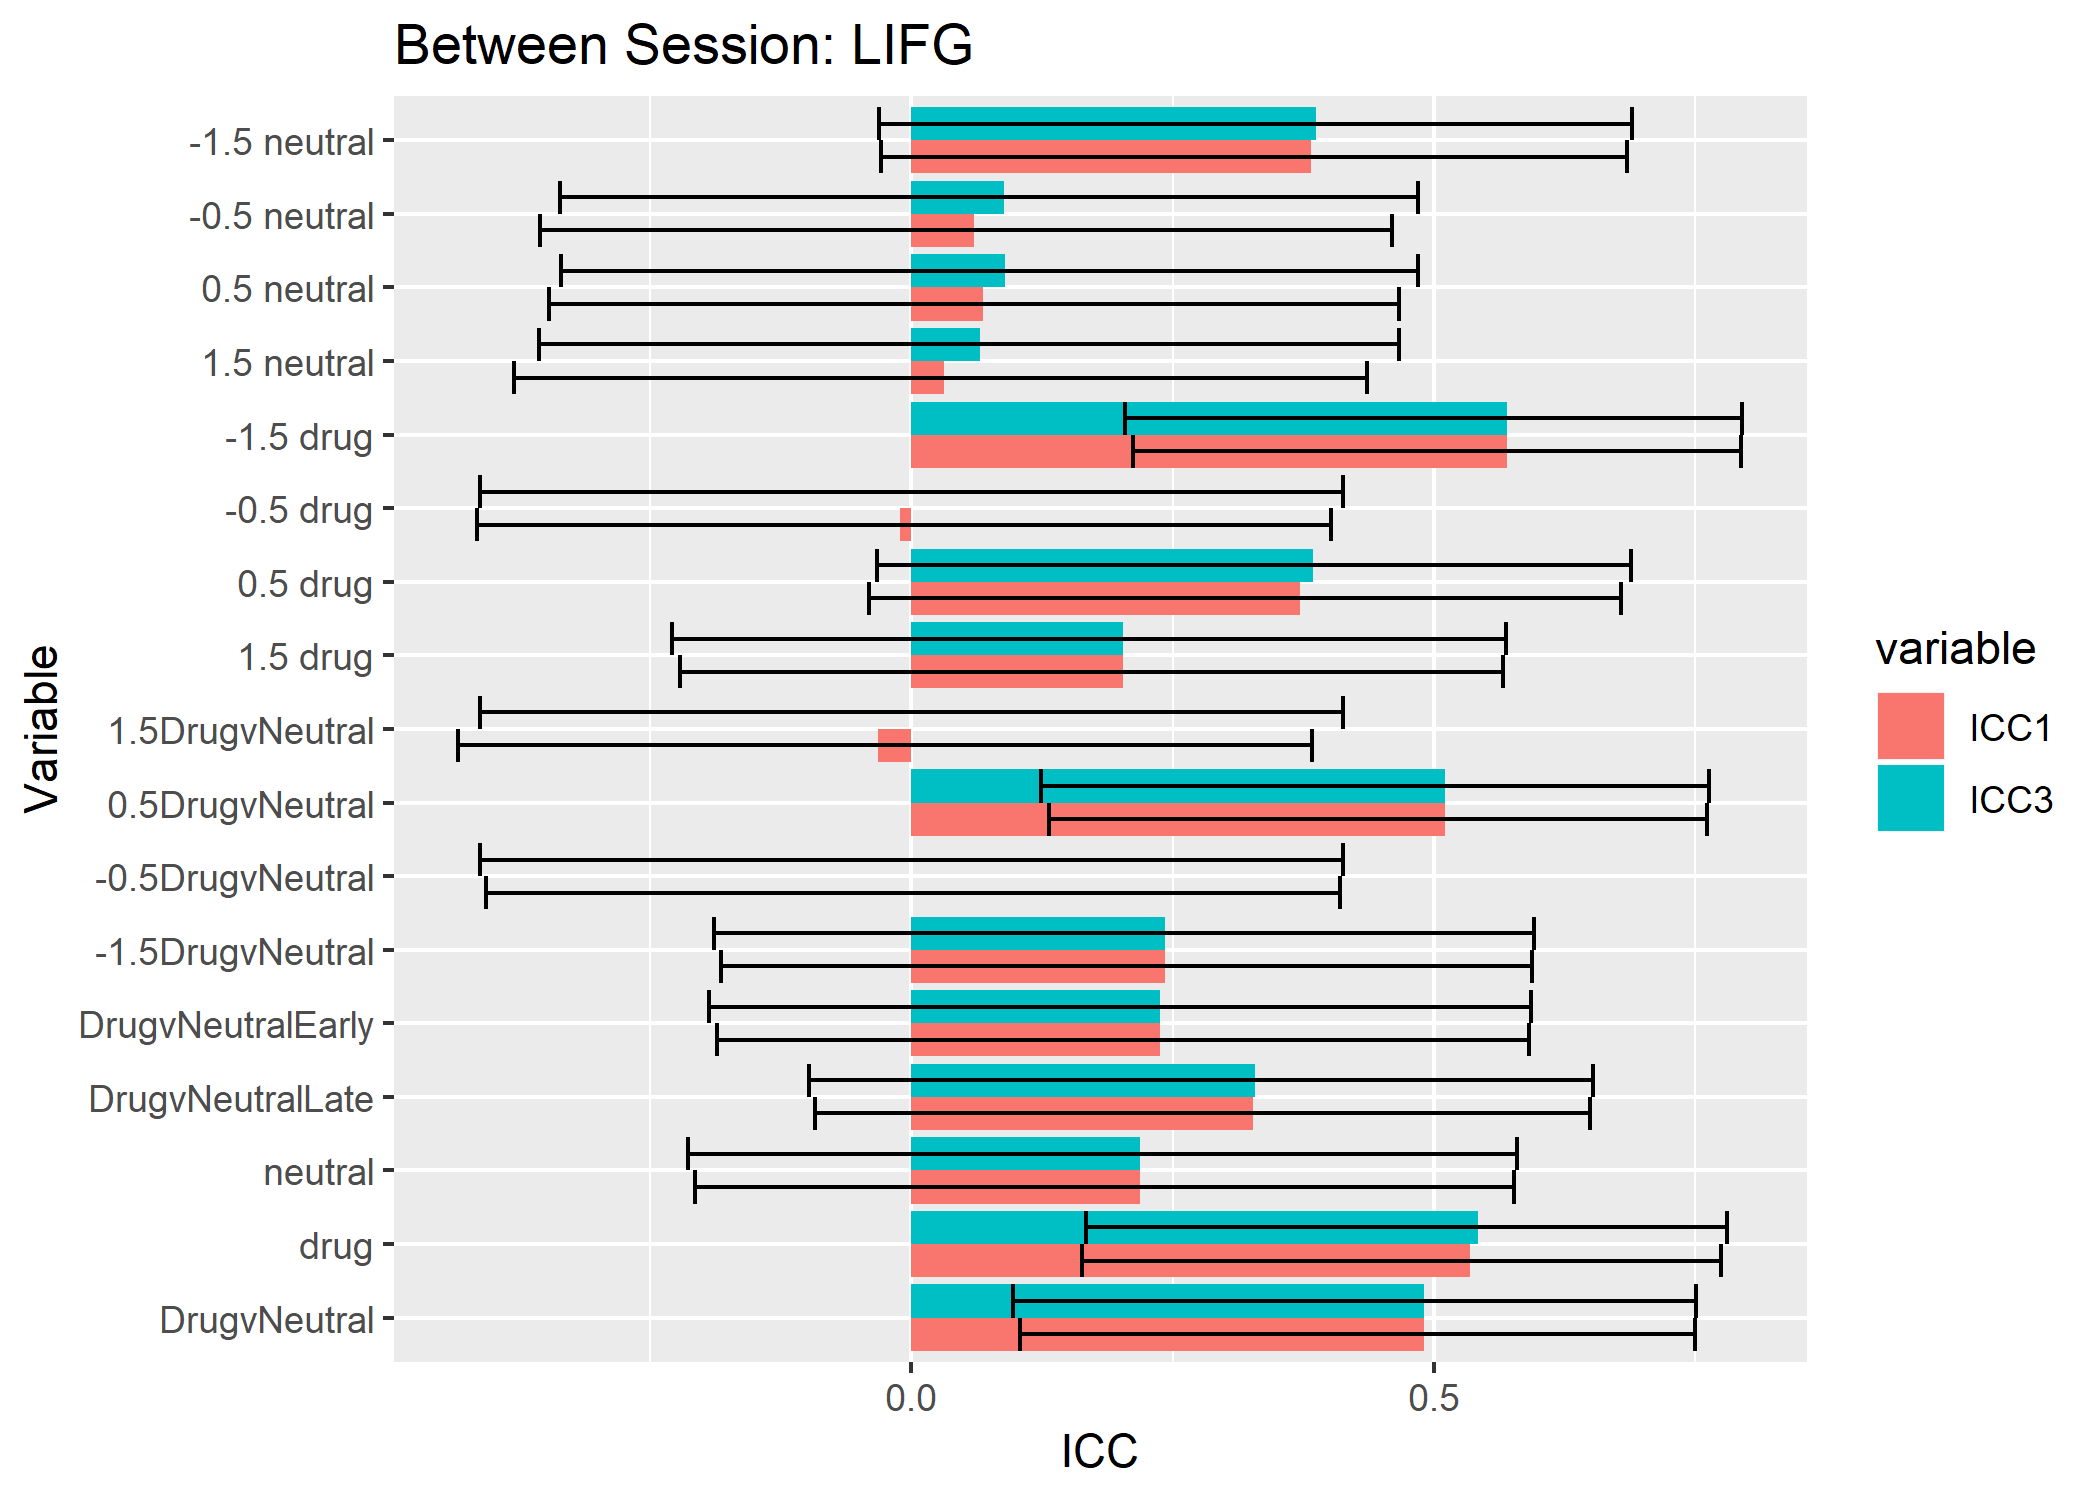 Between Session: LIFG
-1.5 neutral
-0.5 neutral
0.5 neutral
1.5 neutral
-1.5 drug
-0.5 drug
0.5 drug
1.5 drug
1.5DrugvNeutral
0.5DrugvNeutral
-0.5DrugvNeutral
-1.5DrugvNeutral
DrugvNeutralEarly
DrugvNeutralLate
neutral
drug
DrugvNeutral
Variable
0.0 0.5
ICC
variable
ICC1
ICC3